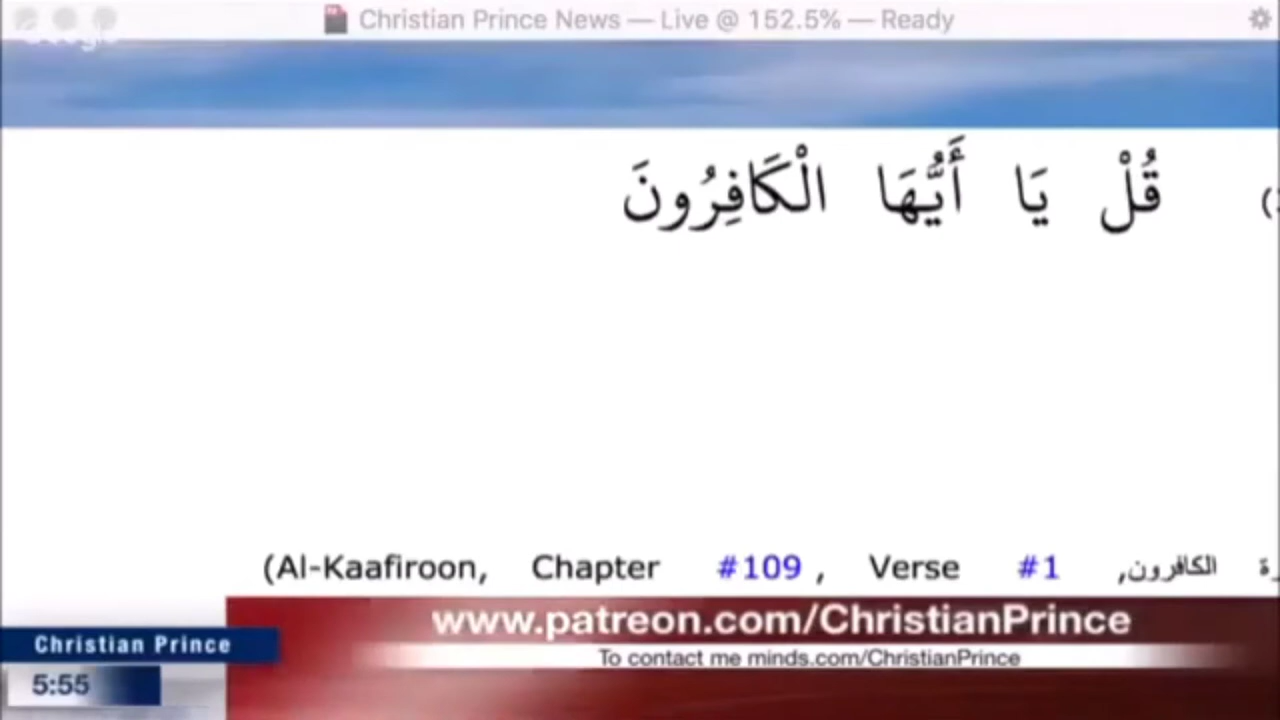 Christian Prince News — Live @ 152.5% — Ready
قُلْ يَا أَيُّهَا الْكَافِرُونَ
(Al-Kaafiroon, Chapter #109, Verse #1 الكافرون,
www.patreon.com/ChristianPrince
To contact me minds.com/ChristianPrince
Christian Prince
5:55